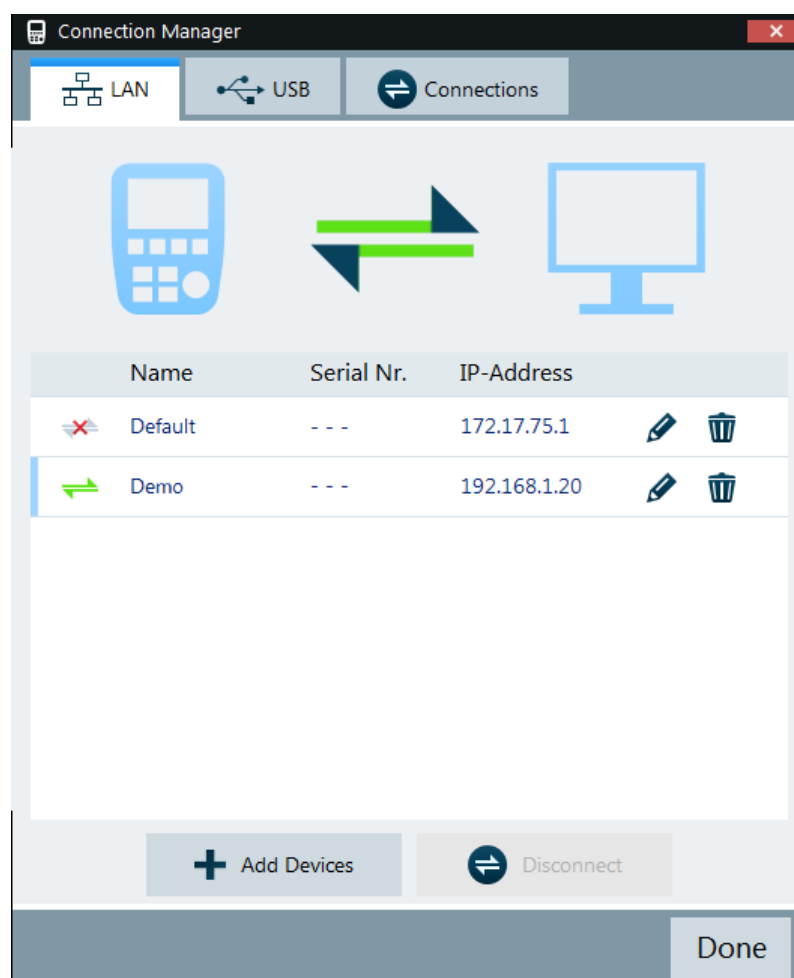 Connection Manager
LAN USB Connections
Name Serial Nr. IP-Address
Default - - - 172.17.75.1
Demo - - - 192.168.1.20
Add Devices Disconnect
Done